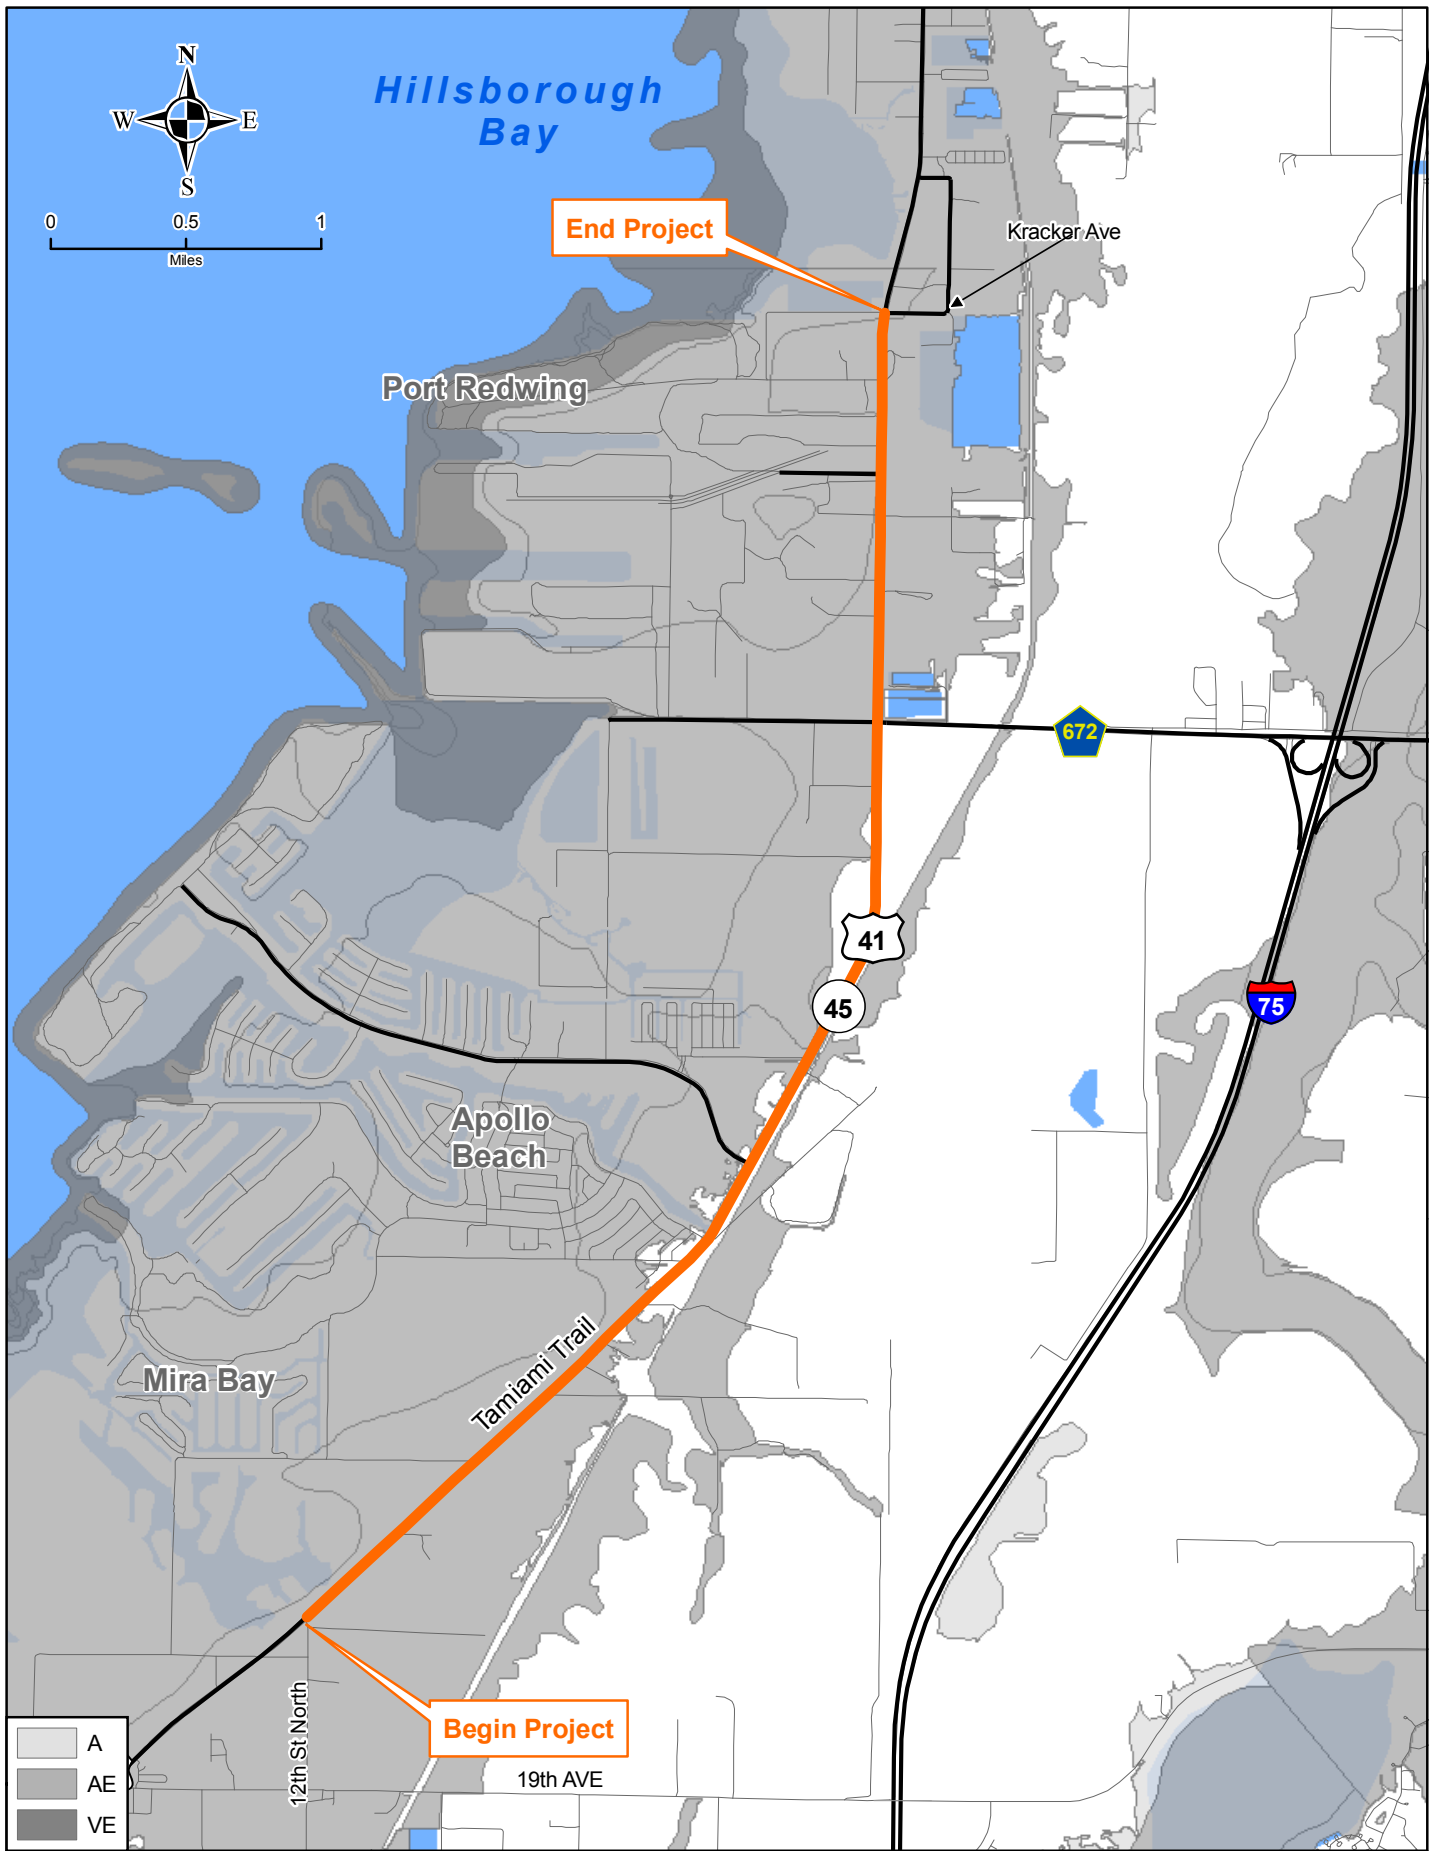 N
W
E
S
0
0.5
1
Miles
Hillsborough
Bay
End Project
Kracker Ave
Port Redwing
672
41
45
75
Apollo
Beach
Tamiami Trail
Mira Bay
Begin Project
12th St North
19th AVE
A
AE
VE